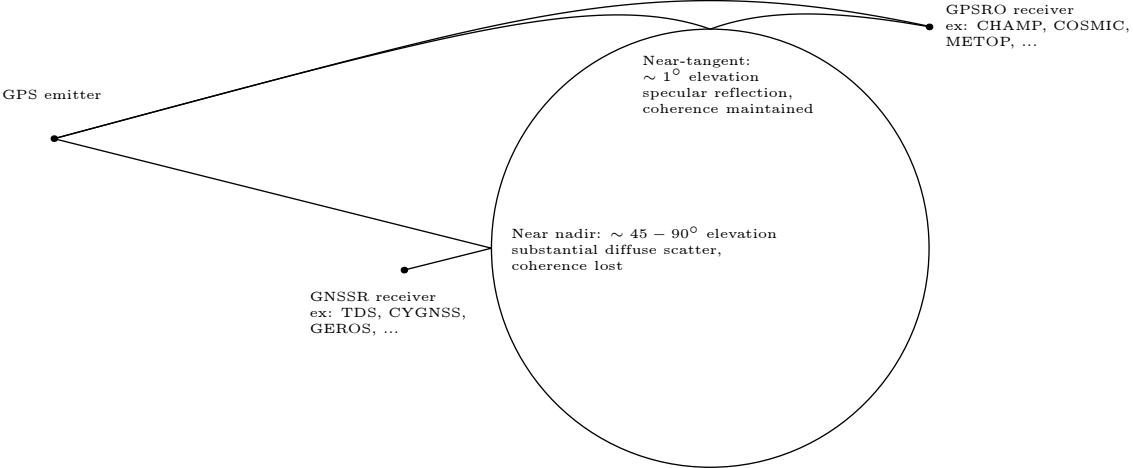 GPSRO receiver
ex: CHAMP, COSMIC,
METOP, ...
Near-tangent:
∼ 1° elevation
specular reflection,
coherence maintained
GPS emitter
Near nadir: ∼ 45 − 90° elevation
substantial diffuse scatter,
coherence lost
GNSSR receiver
ex: TDS, CYGNSS,
GEROS, ...